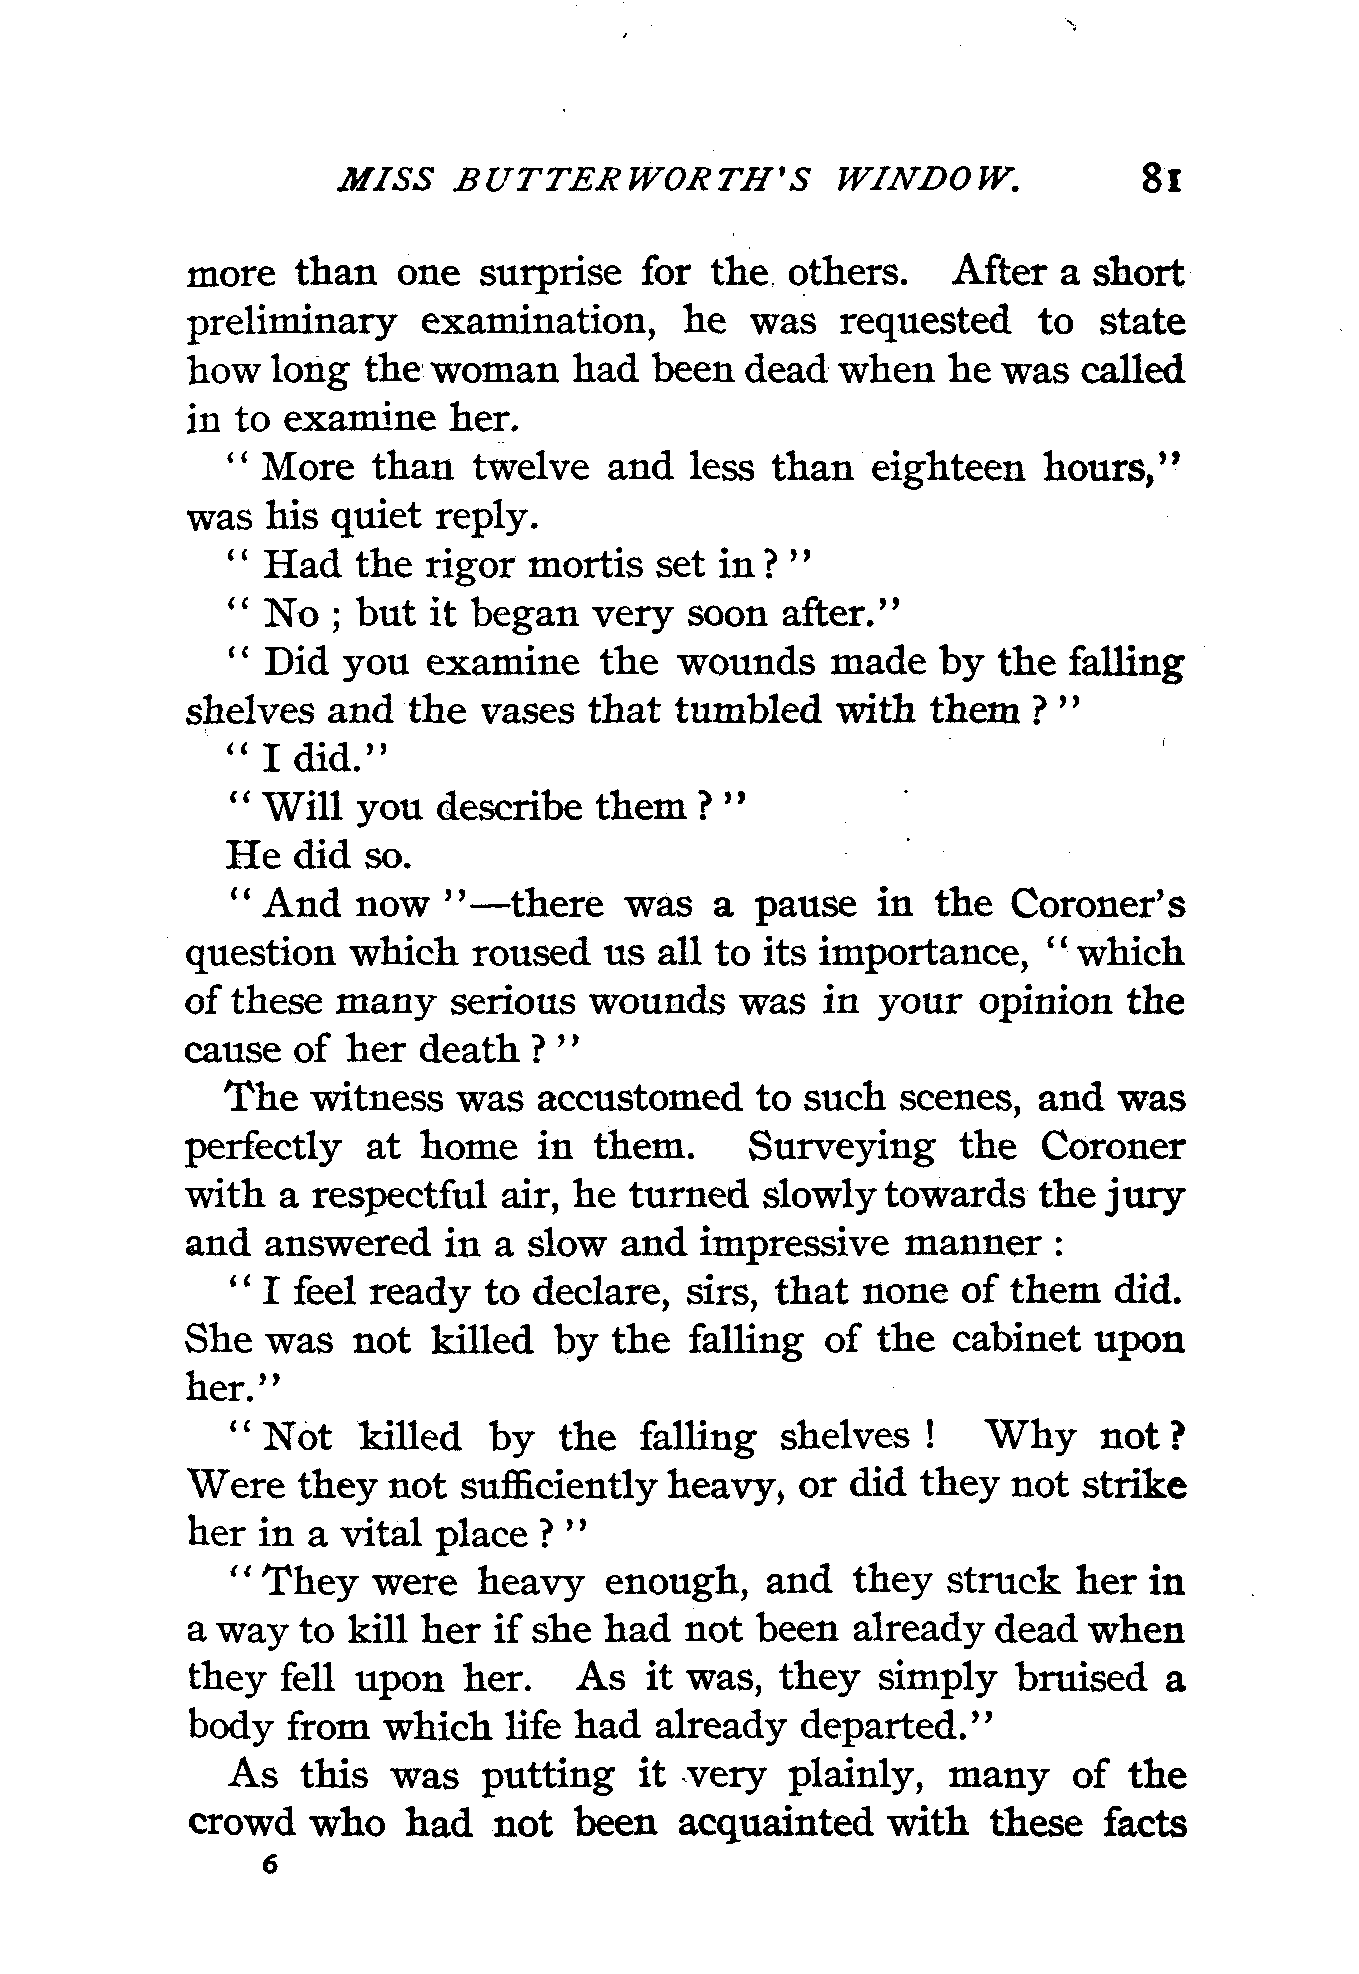 MISS BUTTERWORTH'S WINDOW. 81
more than one surprise for the others. After a short
preliminary examination, he was requested to state
how long the woman had been dead when he was called
in to examine her.
“ More than twelve and less than eighteen hours,”
was his quiet reply.
“ Had the rigor mortis set in ? ”
“ No ; but it began very soon after.”
“ Did you examine the wounds made by the falling
shelves and the vases that tumbled with them ? ”
“ I did.”
“ Will you describe them ? ”
He did so.
“ And now ”—there was a pause in the Coroner's
question which roused us all to its importance, “ which
of these many serious wounds was in your opinion the
cause of her death ? ”
The witness was accustomed to such scenes, and was
perfectly at home in them. Surveying the Coroner
with a respectful air, he turned slowly towards the jury
and answered in a slow and impressive manner :
“ I feel ready to declare, sirs, that none of them did.
She was not killed by the falling of the cabinet upon
her.”
“ Not killed by the falling shelves ! Why not ?
Were they not sufficiently heavy, or did they not strike
her in a vital place ? ”
“ They were heavy enough, and they struck her in
a way to kill her if she had not been already dead when
they fell upon her. As it was, they simply bruised a
body from which life had already departed.”
As this was putting it very plainly, many of the
crowd who had not been acquainted with these facts
6